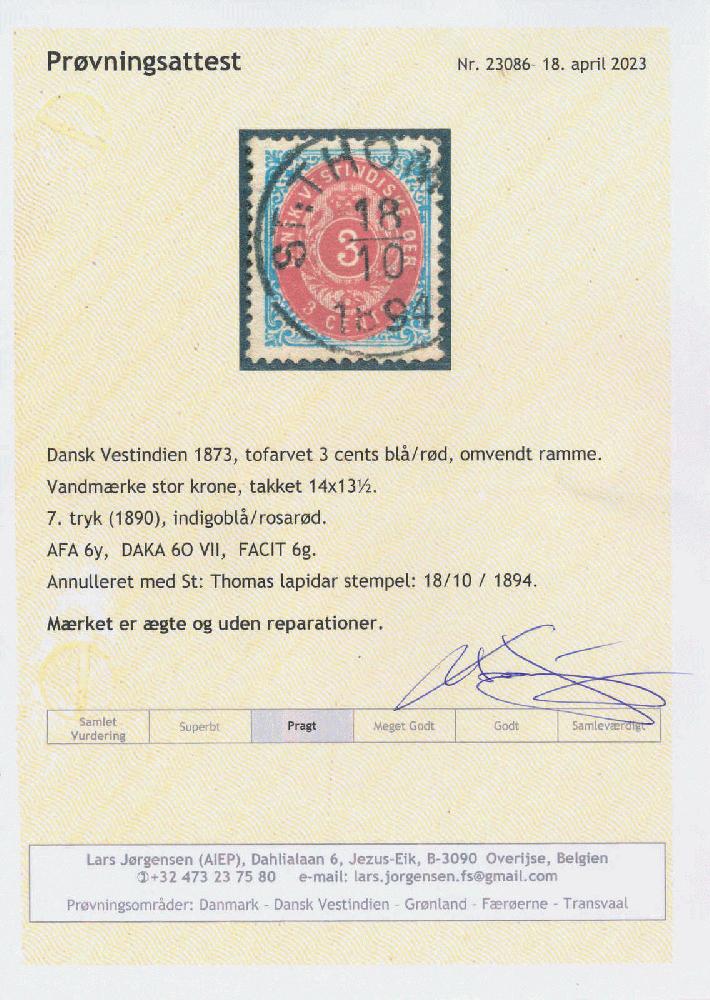 Prøvningsattest
Nr. 23086- 18. april 2023
ST: THOM
DANSK VESTINDISKE ØER
18
3
10
3 CENTS
1894
Dansk Vestindien 1873, tofarvet 3 cents blå/rød, omvendt ramme.
Vandmærke stor krone, takket 14x13½.
7. tryk (1890), indigoblå/rosarød.
AFA 6y, DAKA 6O VII, FACIT 6g.
Annulleret med St: Thomas lapidar stempel: 18/10 / 1894.
Mærket er ægte og uden reparationer.
Samlet Vurdering
Superbt
Pragt
Meget Godt
Godt
Samleværdigt
Lars Jørgensen (AIEP), Dahlialaan 6, Jezus-Eik, B-3090 Overijse, Belgien
✆+32 473 23 75 80 e-mail: lars.jorgensen.fs@gmail.com
Prøvningsområder: Danmark - Dansk Vestindien - Grønland - Færøerne - Transvaal